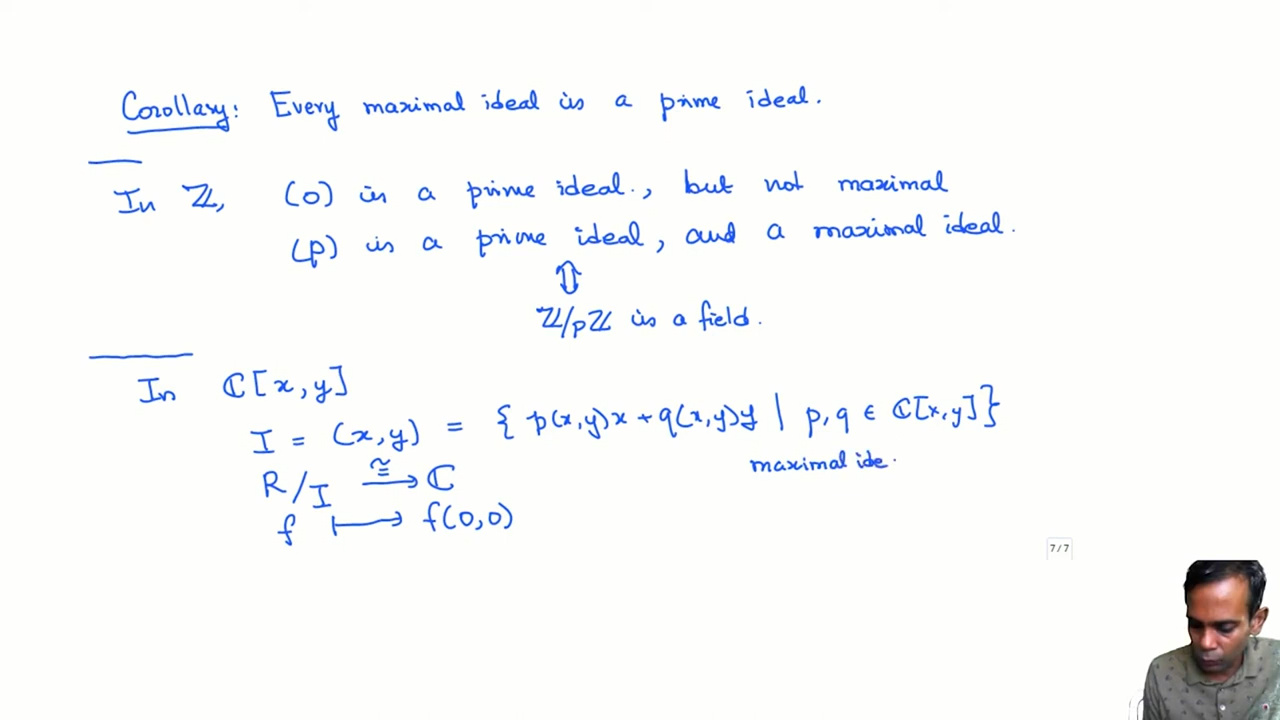 Corollary: Every maximal ideal is a prime ideal.
In ℤ, (0) is a prime ideal., but not maximal
(p) is a prime ideal, and a maximal ideal.
⇕
ℤ/pℤ is a field.
In ℂ[x,y]
I = (x,y) = { p(x,y)x + q(x,y)y | p,q ∈ ℂ[x,y] }
maximal ide.
R/I ≅⟶ ℂ
f ⟼ f(0,0)
7/7